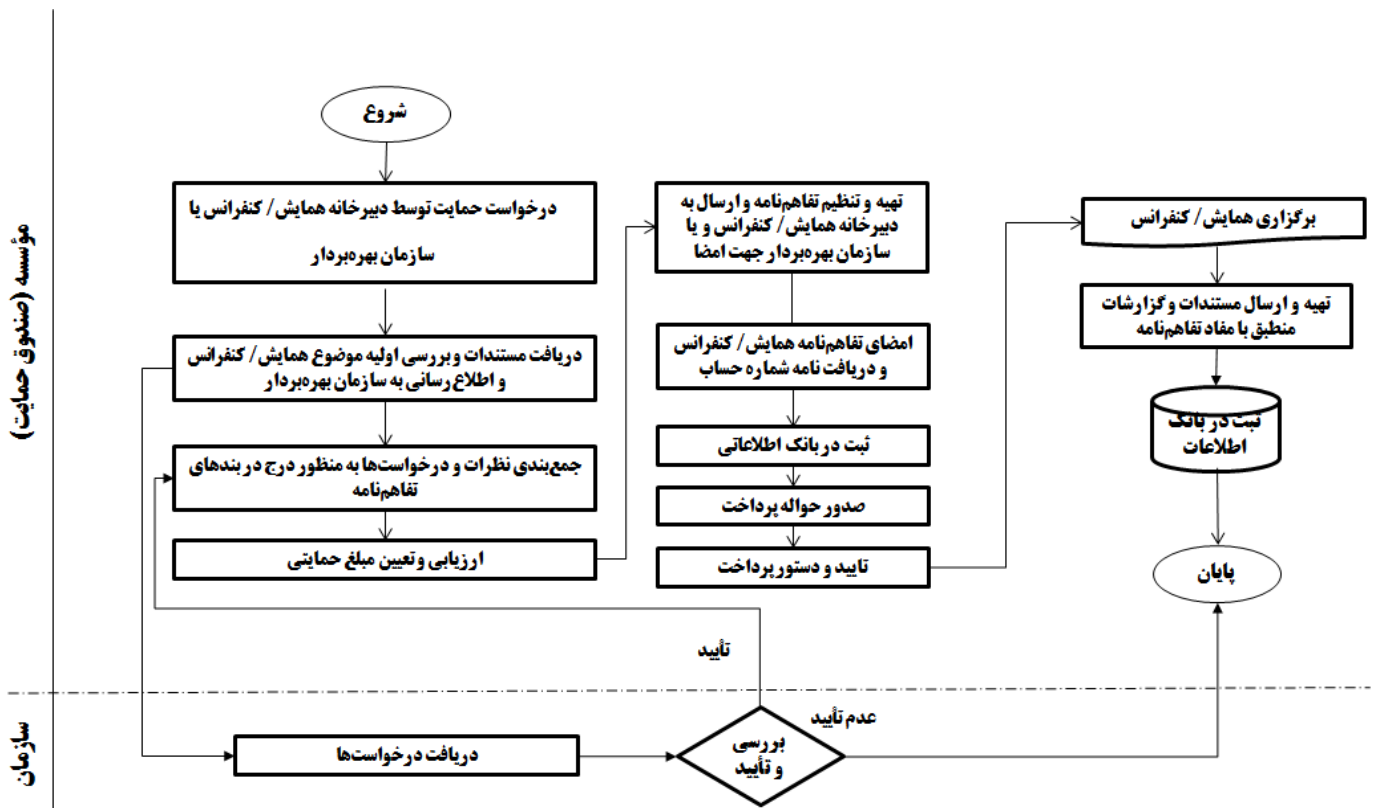 مؤسسه (صندوق حمایت)
شروع
درخواست حمایت توسط دبیرخانه همایش/ کنفرانس یا
سازمان بهره‌بردار
دریافت مستندات و بررسی اولیه موضوع همایش/ کنفرانس
و اطلاع رسانی به سازمان بهره‌بردار
جمع‌بندی نظرات و درخواست‌ها به منظور درج در بندهای
تفاهم‌نامه
ارزیابی و تعیین مبلغ حمایتی
تهیه و تنظیم تفاهم‌نامه و ارسال به
دبیرخانه همایش/ کنفرانس و یا
سازمان بهره‌بردار جهت امضا
امضای تفاهم‌نامه همایش/ کنفرانس
و دریافت نامه شماره حساب
ثبت در بانک اطلاعاتی
صدور حواله پرداخت
تایید و دستور پرداخت
برگزاری همایش/ کنفرانس
تهیه و ارسال مستندات و گزارشات
منطبق با مفاد تفاهم‌نامه
ثبت در بانک
اطلاعات
پایان
تأیید
سازمان
دریافت درخواست‌ها
بررسی
و تأیید
عدم تأیید